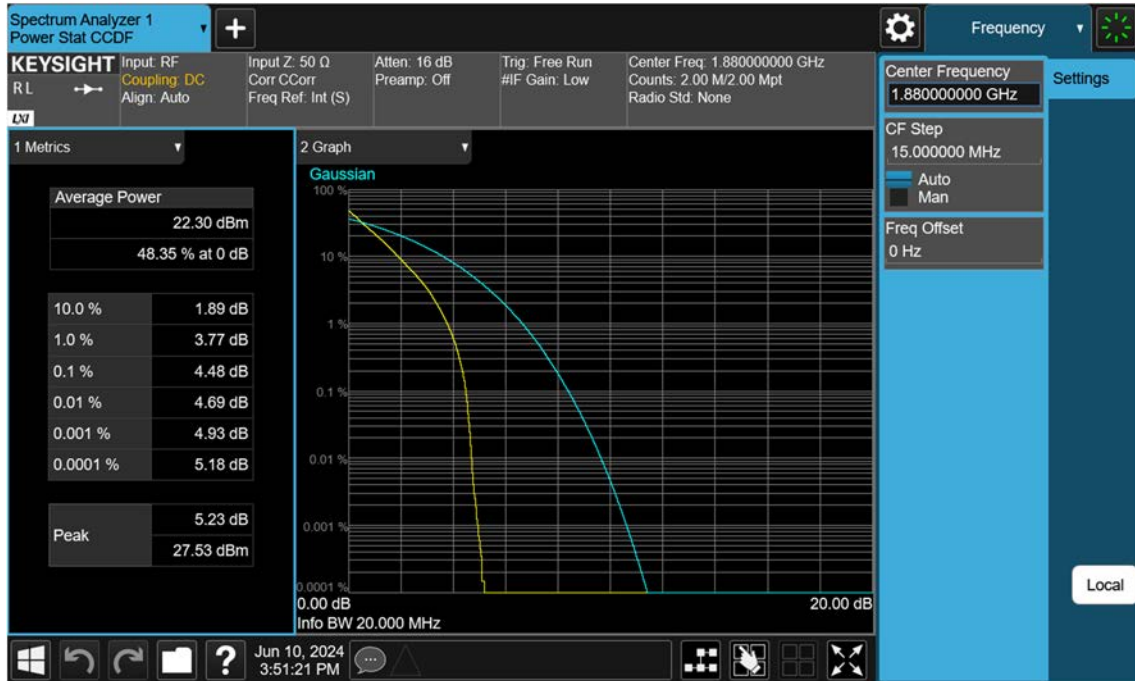 Spectrum Analyzer 1
Power Stat CCDF
Frequency
KEYSIGHT
RL
LXI
Input: RF
Coupling: DC
Align: Auto
Input Z: 50 Ω
Corr CCorr
Freq Ref: Int (S)
Atten: 16 dB
Preamp: Off
Trig: Free Run
#IF Gain: Low
Center Freq: 1.880000000 GHz
Counts: 2.00 M/2.00 Mpt
Radio Std: None
Center Frequency
1.880000000 GHz
Settings
CF Step
15.000000 MHz
Auto
Man
Freq Offset
0 Hz
1 Metrics
Average Power
22.30 dBm
48.35 % at 0 dB
10.0 % 1.89 dB
1.0 % 3.77 dB
0.1 % 4.48 dB
0.01 % 4.69 dB
0.001 % 4.93 dB
0.0001 % 5.18 dB
Peak
5.23 dB
27.53 dBm
2 Graph
Gaussian
100 %
10 %
1 %
0.1 %
0.01 %
0.001 %
0.0001 %
0.00 dB 20.00 dB
Info BW 20.000 MHz
Local
?
Jun 10, 2024
3:51:21 PM